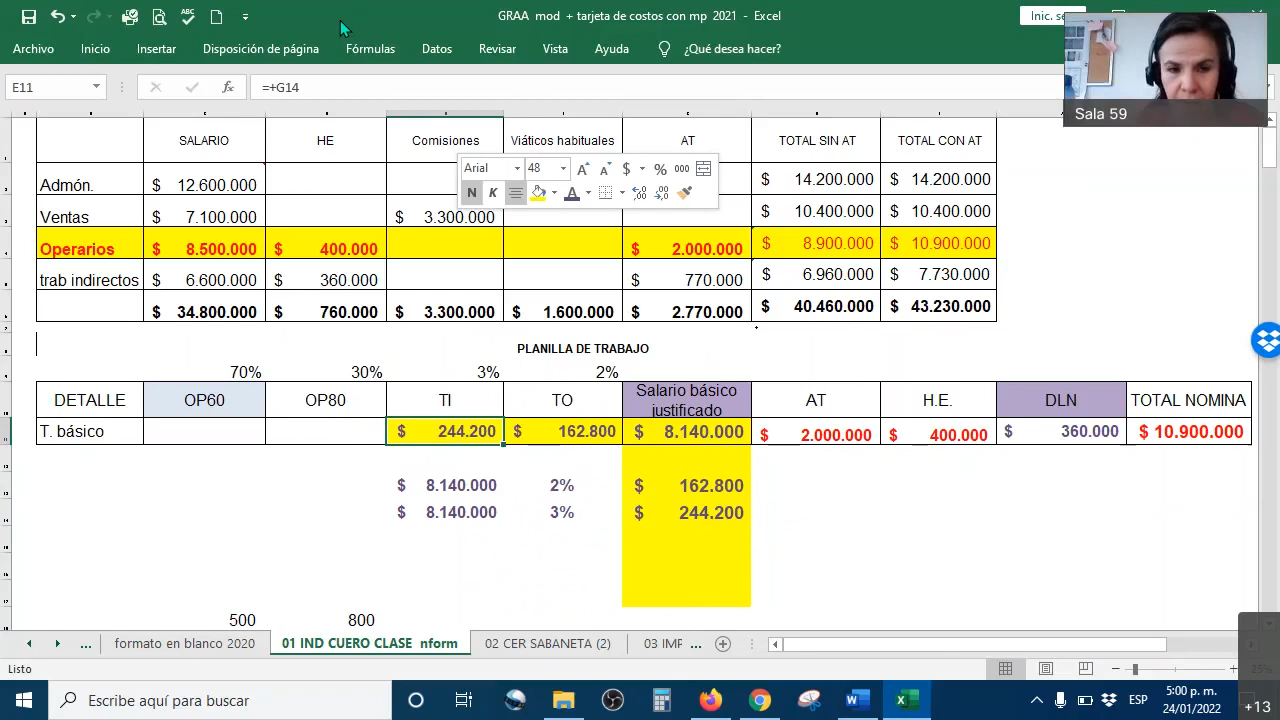 GRAA mod + tarjeta de costos con mp 2021 - Excel
Inic. se
Archivo Inicio Insertar Disposición de página Fórmulas Datos Revisar Vista Ayuda ¿Qué desea hacer?
Sala 59
E11 =+G14
SALARIO HE Comisiones Viáticos habituales AT TOTAL SIN AT TOTAL CON AT
Arial 48 $ % 000
N K A
Admón. $ 12.600.000 $ 14.200.000 $ 14.200.000
Ventas $ 7.100.000 $ 3.300.000 $ 10.400.000 $ 10.400.000
Operarios $ 8.500.000 $ 400.000 $ 2.000.000 $ 8.900.000 $ 10.900.000
trab indirectos $ 6.600.000 $ 360.000 $ 770.000 $ 6.960.000 $ 7.730.000
$ 34.800.000 $ 760.000 $ 3.300.000 $ 1.600.000 $ 2.770.000 $ 40.460.000 $ 43.230.000
PLANILLA DE TRABAJO
70% 30% 3% 2%
DETALLE OP60 OP80 TI TO Salario básico justificado AT H.E. DLN TOTAL NOMINA
T. básico $ 244.200 $ 162.800 $ 8.140.000 $ 2.000.000 $ 400.000 $ 360.000 $ 10.900.000
$ 8.140.000 2% $ 162.800
$ 8.140.000 3% $ 244.200
500 800
... formato en blanco 2020 01 IND CUERO CLASE nform 02 CER SABANETA (2) 03 IMF ...
Listo 25%
Escribe aquí para buscar ESP 5:00 p. m.
24/01/2022
+13